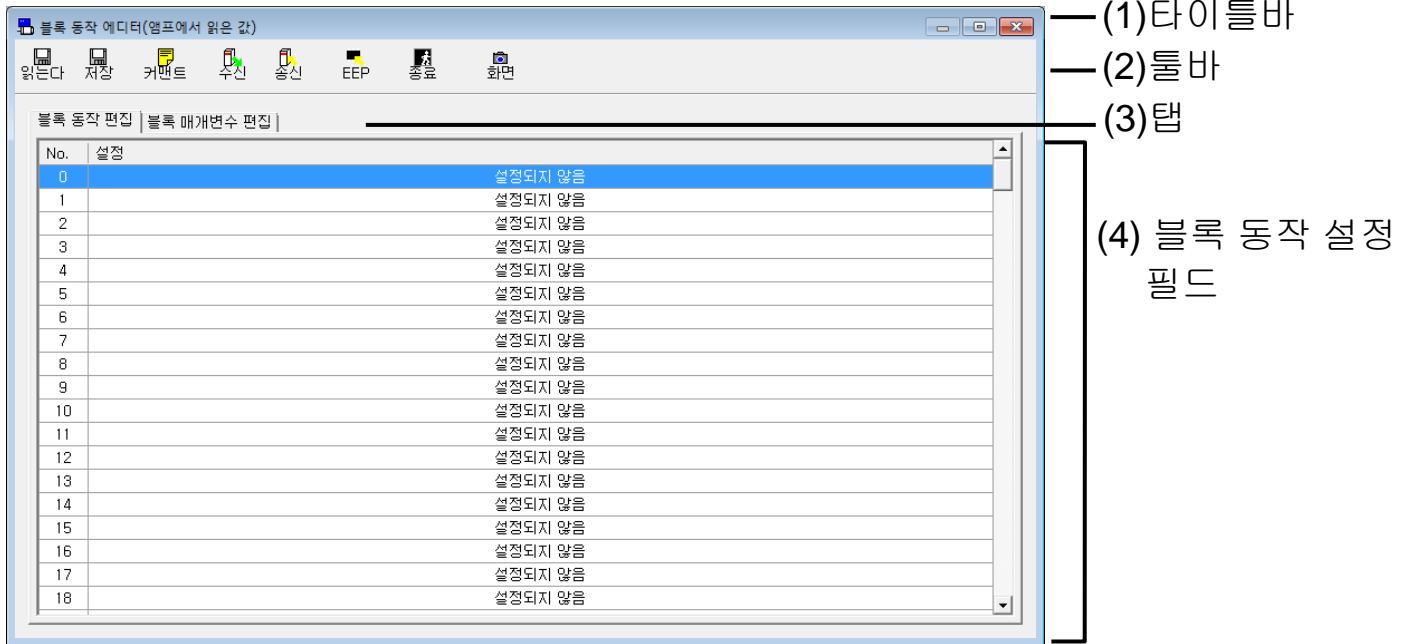 블록 동작 에디터(앰프에서 읽은 값)
(1)타이틀바
읽는다 저장 커맨트 수신 송신 EEP 종료 화면
(2)툴바
블록 동작 편집 블록 매개변수 편집
(3)탭
No. 설정
0 설정되지 않음
1 설정되지 않음
2 설정되지 않음
3 설정되지 않음
4 설정되지 않음
5 설정되지 않음
6 설정되지 않음
7 설정되지 않음
8 설정되지 않음
9 설정되지 않음
10 설정되지 않음
11 설정되지 않음
12 설정되지 않음
13 설정되지 않음
14 설정되지 않음
15 설정되지 않음
16 설정되지 않음
17 설정되지 않음
18 설정되지 않음
(4) 블록 동작 설정
필드